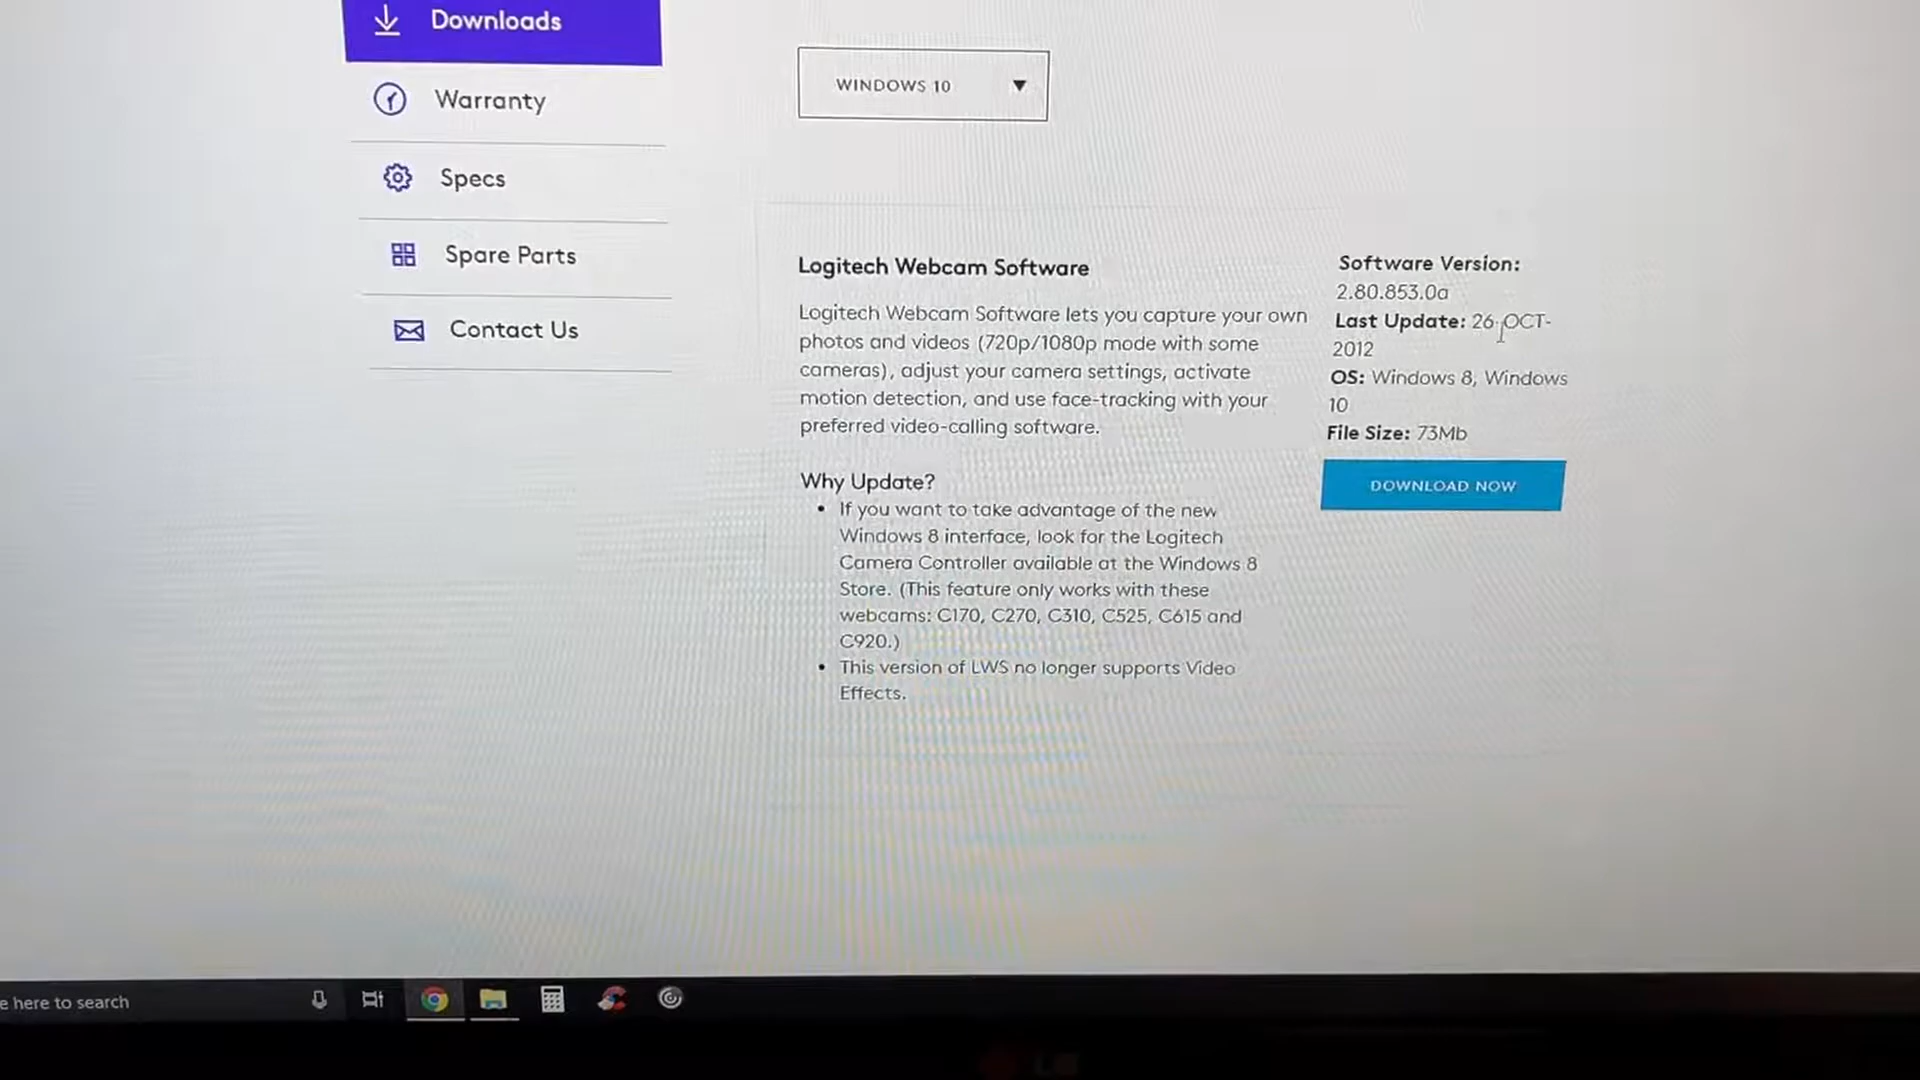 Downloads
Warranty
Specs
Spare Parts
Contact Us
WINDOWS 10
Logitech Webcam Software
Logitech Webcam Software lets you capture your own
photos and videos (720p/1080p mode with some
cameras), adjust your camera settings, activate
motion detection, and use face-tracking with your
preferred video-calling software.
Why Update?
• If you want to take advantage of the new
Windows 8 interface, look for the Logitech
Camera Controller available at the Windows 8
Store. (This feature only works with these
webcams: C170, C270, C310, C525, C615 and
C920.)
• This version of LWS no longer supports Video
Effects.
Software Version:
2.80.853.0a
Last Update: 26-OCT-
2012
OS: Windows 8, Windows
10
File Size: 73Mb
DOWNLOAD NOW
e here to search
LG